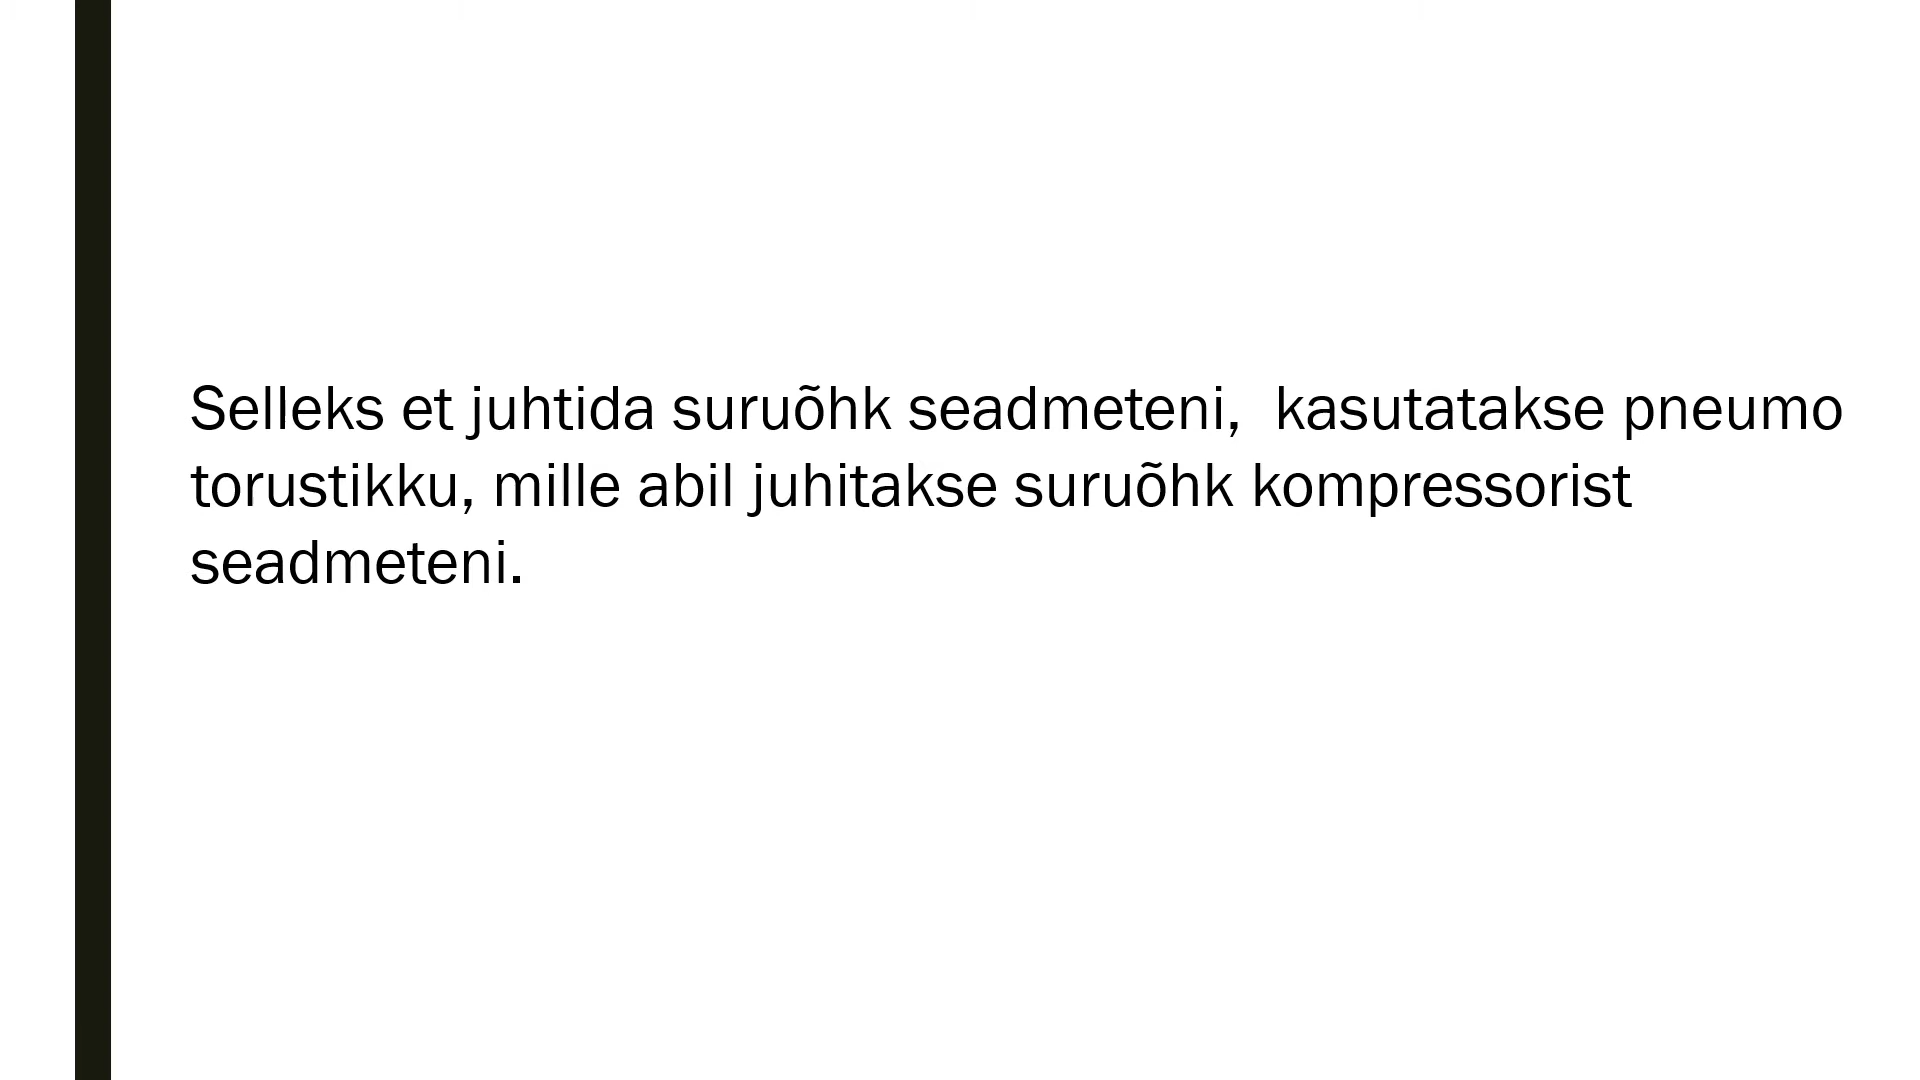 Selleks et juhtida suruõhk seadmeteni,  kasutatakse pneumo
torustikku, mille abil juhitakse suruõhk kompressorist
seadmeteni.